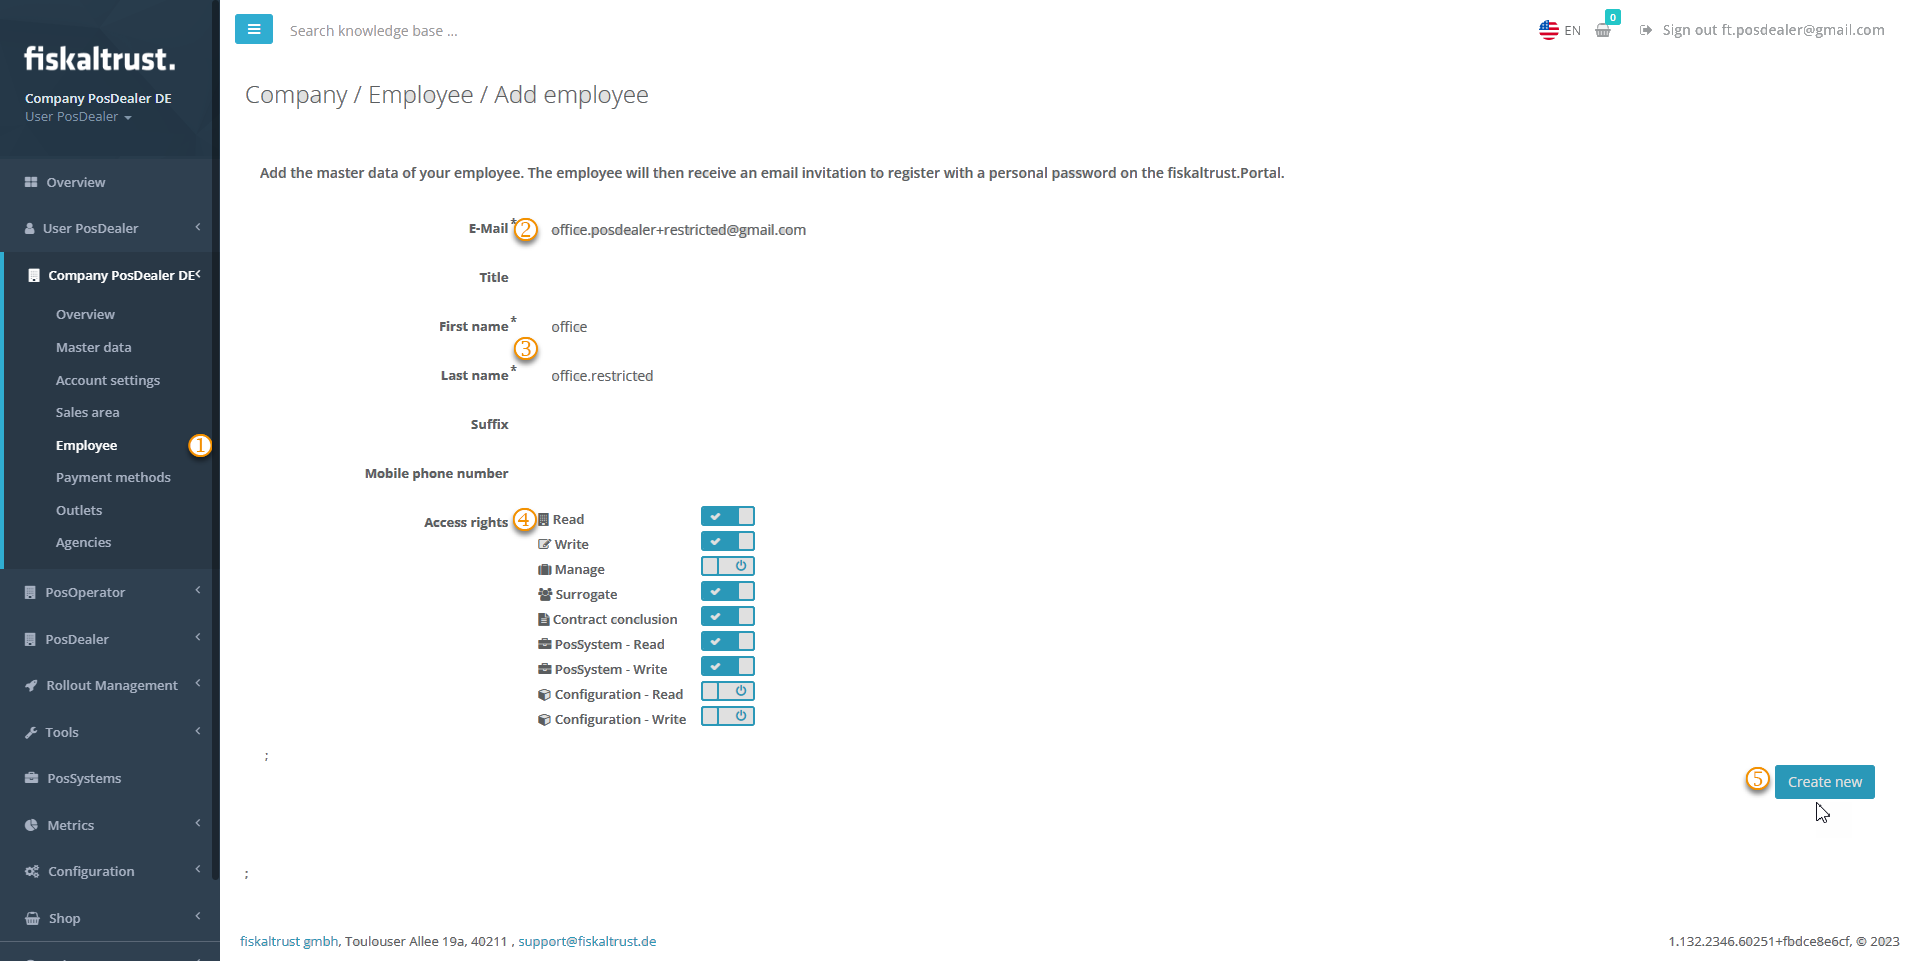 fiskaltrust.
Company PosDealer DE
User PosDealer
Overview
User PosDealer
Company PosDealer DE
Overview
Master data
Account settings
Sales area
Employee
1
Payment methods
Outlets
Agencies
PosOperator
PosDealer
Rollout Management
Tools
PosSystems
Metrics
Configuration
Shop
Search knowledge base ...
EN
0
Sign out ft.posdealer@gmail.com
Company / Employee / Add employee
Add the master data of your employee. The employee will then receive an email invitation to register with a personal password on the fiskaltrust.Portal.
E-Mail * 2 office.posdealer+restricted@gmail.com
Title
First name * office
3
Last name * office.restricted
Suffix
Mobile phone number
Access rights 4 Read
Write
Manage
Surrogate
Contract conclusion
PosSystem - Read
PosSystem - Write
Configuration - Read
Configuration - Write
;
5 Create new
;
fiskaltrust gmbh, Toulouser Allee 19a, 40211 , support@fiskaltrust.de
1.132.2346.60251+fbdce8e6cf, © 2023